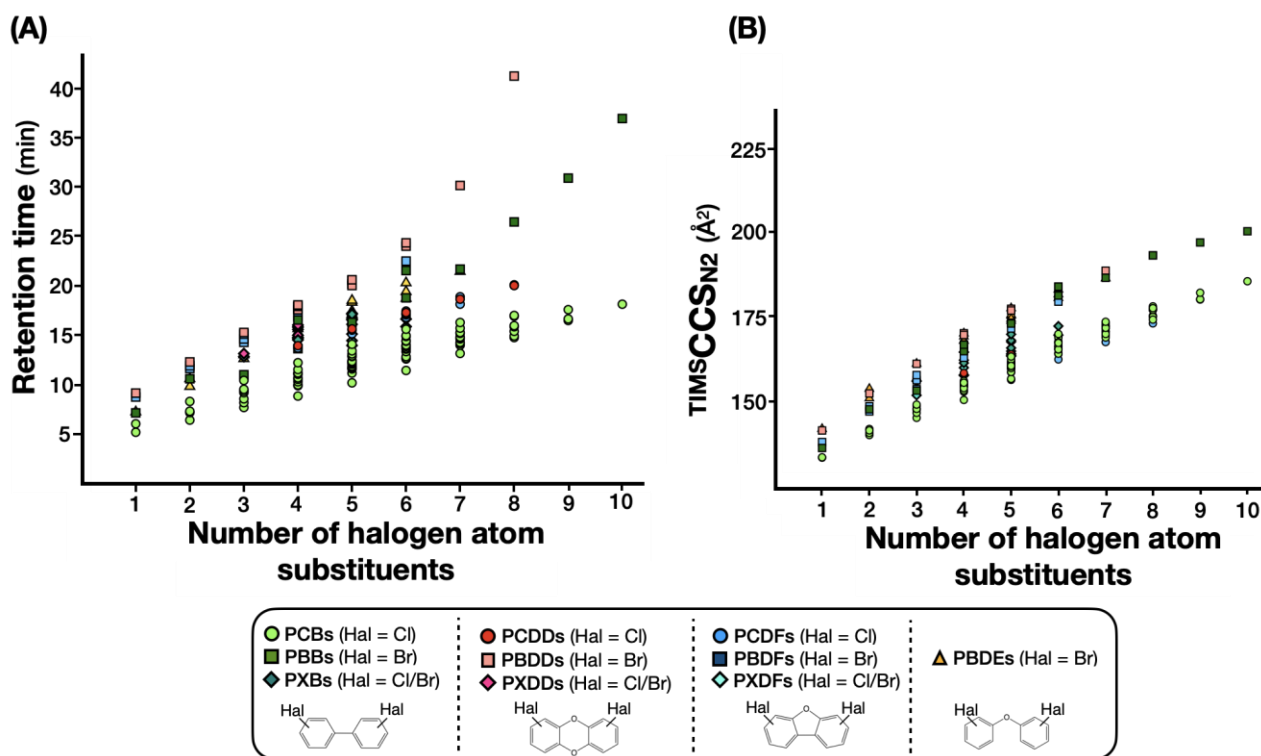 (A)
Retention time (min)
40
35
30
25
20
15
10
5
1 2 3 4 5 6 7 8 9 10
Number of halogen atom
substituents
(B)
TIMSCCSN2 (Å2)
225
200
175
150
1 2 3 4 5 6 7 8 9 10
Number of halogen atom
substituents
PCBs (Hal = Cl)
PBBs (Hal = Br)
PXBs (Hal = Cl/Br)
Hal Hal
PCDDs (Hal = Cl)
PBDDs (Hal = Br)
PXDDs (Hal = Cl/Br)
Hal O Hal
O
PCDFs (Hal = Cl)
PBDFs (Hal = Br)
PXDFs (Hal = Cl/Br)
Hal O Hal
PBDEs (Hal = Br)
Hal O Hal